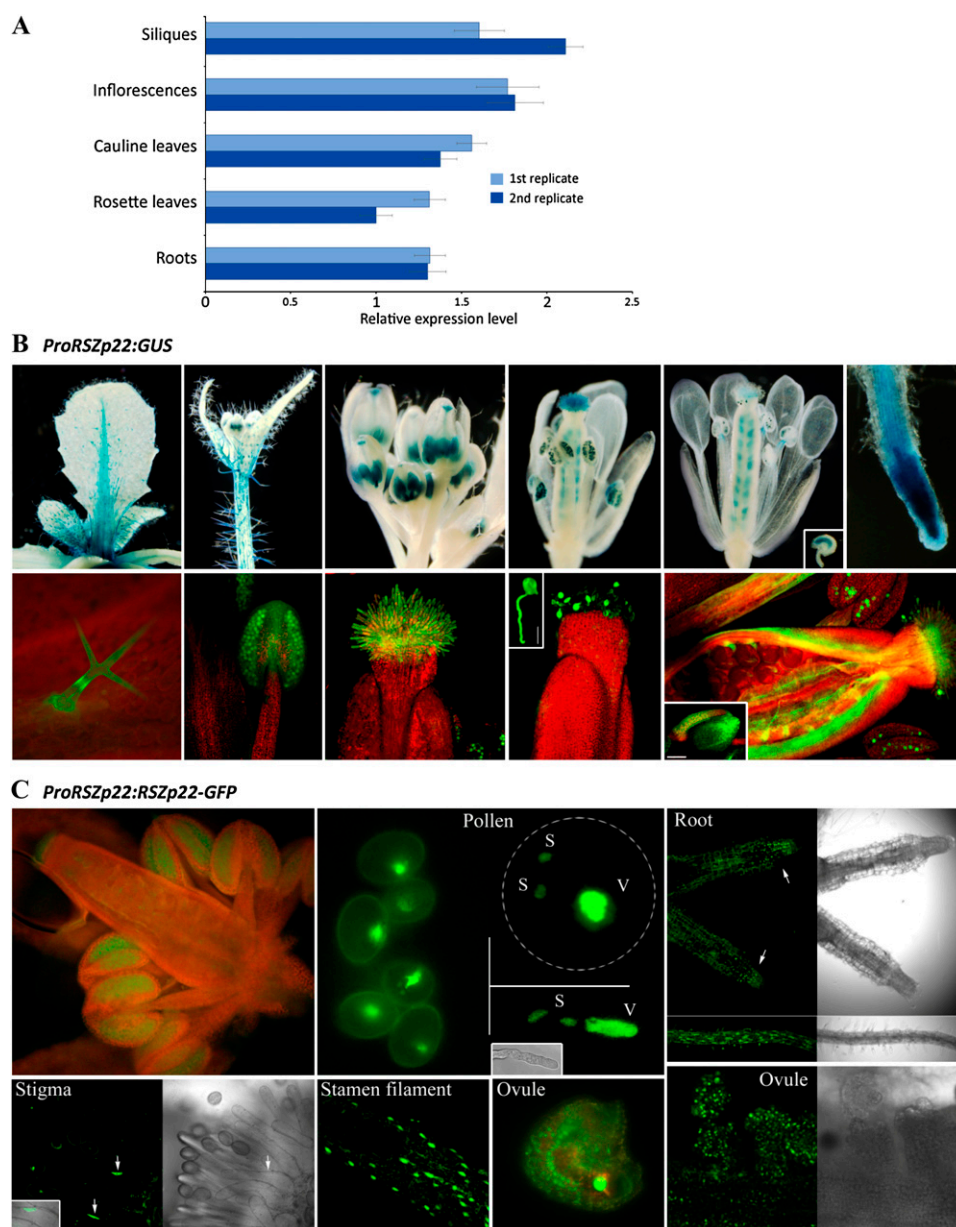 A
Siliques
Inflorescences
Cauline leaves
Rosette leaves
Roots
1st replicate
2nd replicate
0 0.5 1 1.5 2 2.5
Relative expression level
B ProRSZp22:GUS
C ProRSZp22:RSZp22-GFP
Pollen
S
S
V
S
V
Root
Stigma
Stamen filament
Ovule
Ovule